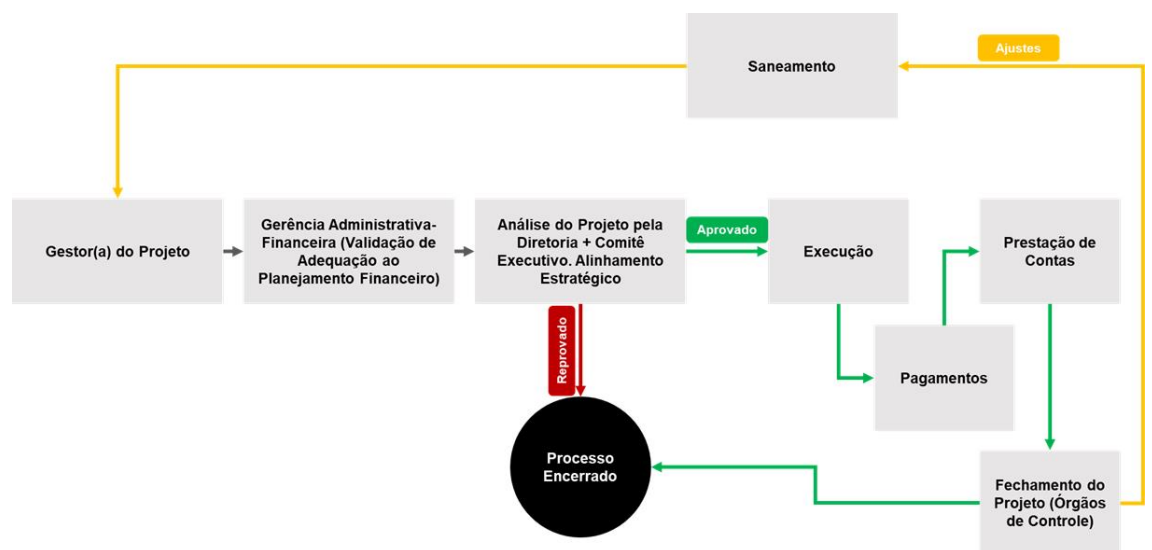 Ajustes
Saneamento
Gestor(a) do Projeto
Gerência Administrativa-
Financeira (Validação de
Adequação ao
Planejamento Financeiro)
Análise do Projeto pela
Diretoria + Comitê
Executivo. Alinhamento
Estratégico
Aprovado
Execução
Prestação de
Contas
Reprovado
Pagamentos
Processo
Encerrado
Fechamento do
Projeto (Órgãos
de Controle)